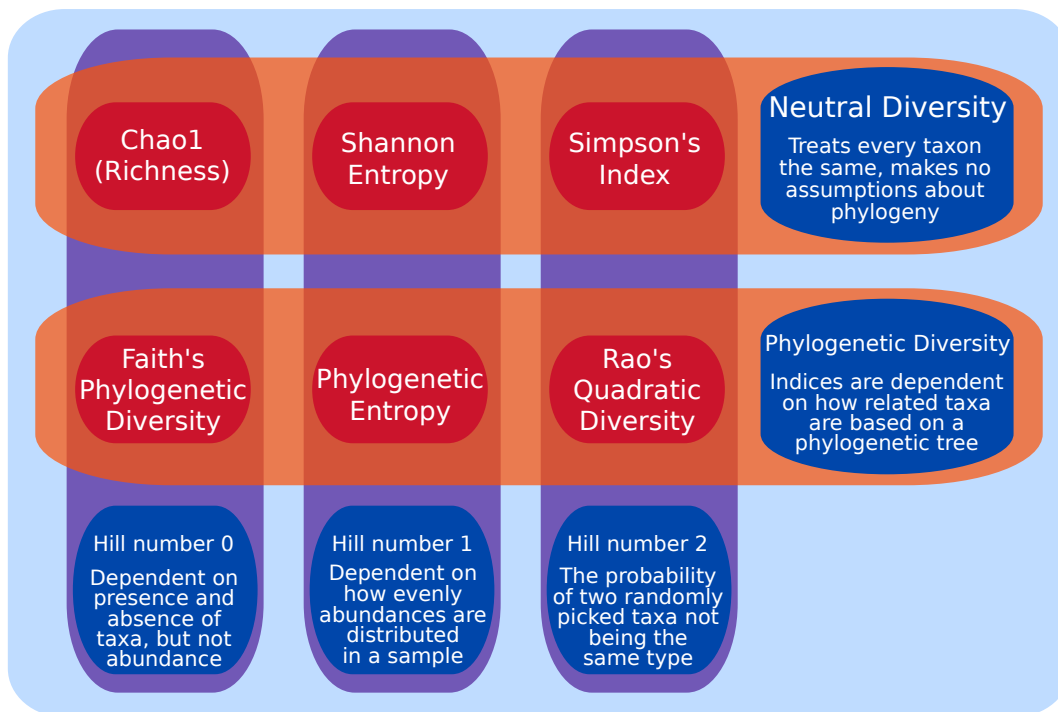 Chao1
(Richness)
Shannon
Entropy
Simpson's
Index
Neutral Diversity
Treats every taxon
the same, makes no
assumptions about
phylogeny
Faith's
Phylogenetic
Diversity
Phylogenetic
Entropy
Rao's
Quadratic
Diversity
Phylogenetic Diversity
Indices are dependent
on how related taxa
are based on a
phylogenetic tree
Hill number 0
Dependent on
presence and
absence of
taxa, but not
abundance
Hill number 1
Dependent on
how evenly
abundances are
distributed
in a sample
Hill number 2
The probability
of two randomly
picked taxa not
being the
same type